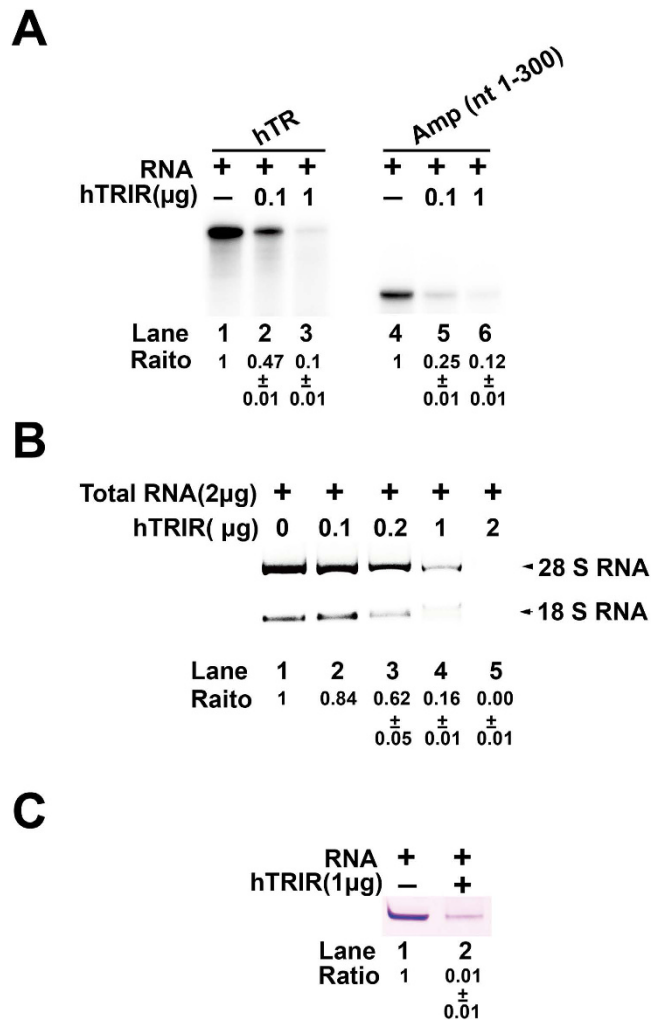 A
hTR Amp (nt 1-300)
RNA + + + + + +
hTRIR(µg) – 0.1 1 – 0.1 1
Lane 1 2 3 4 5 6
Raito 1 0.47 0.1 1 0.25 0.12
± ± ± ±
0.01 0.01 0.01 0.01
B
Total RNA(2µg) + + + + +
hTRIR( µg) 0 0.1 0.2 1 2
28 S RNA
18 S RNA
Lane 1 2 3 4 5
Raito 1 0.84 0.62 0.16 0.00
± ± ±
0.05 0.01 0.01
C
RNA + +
hTRIR(1µg) – +
Lane 1 2
Ratio 1 0.01
±
0.01